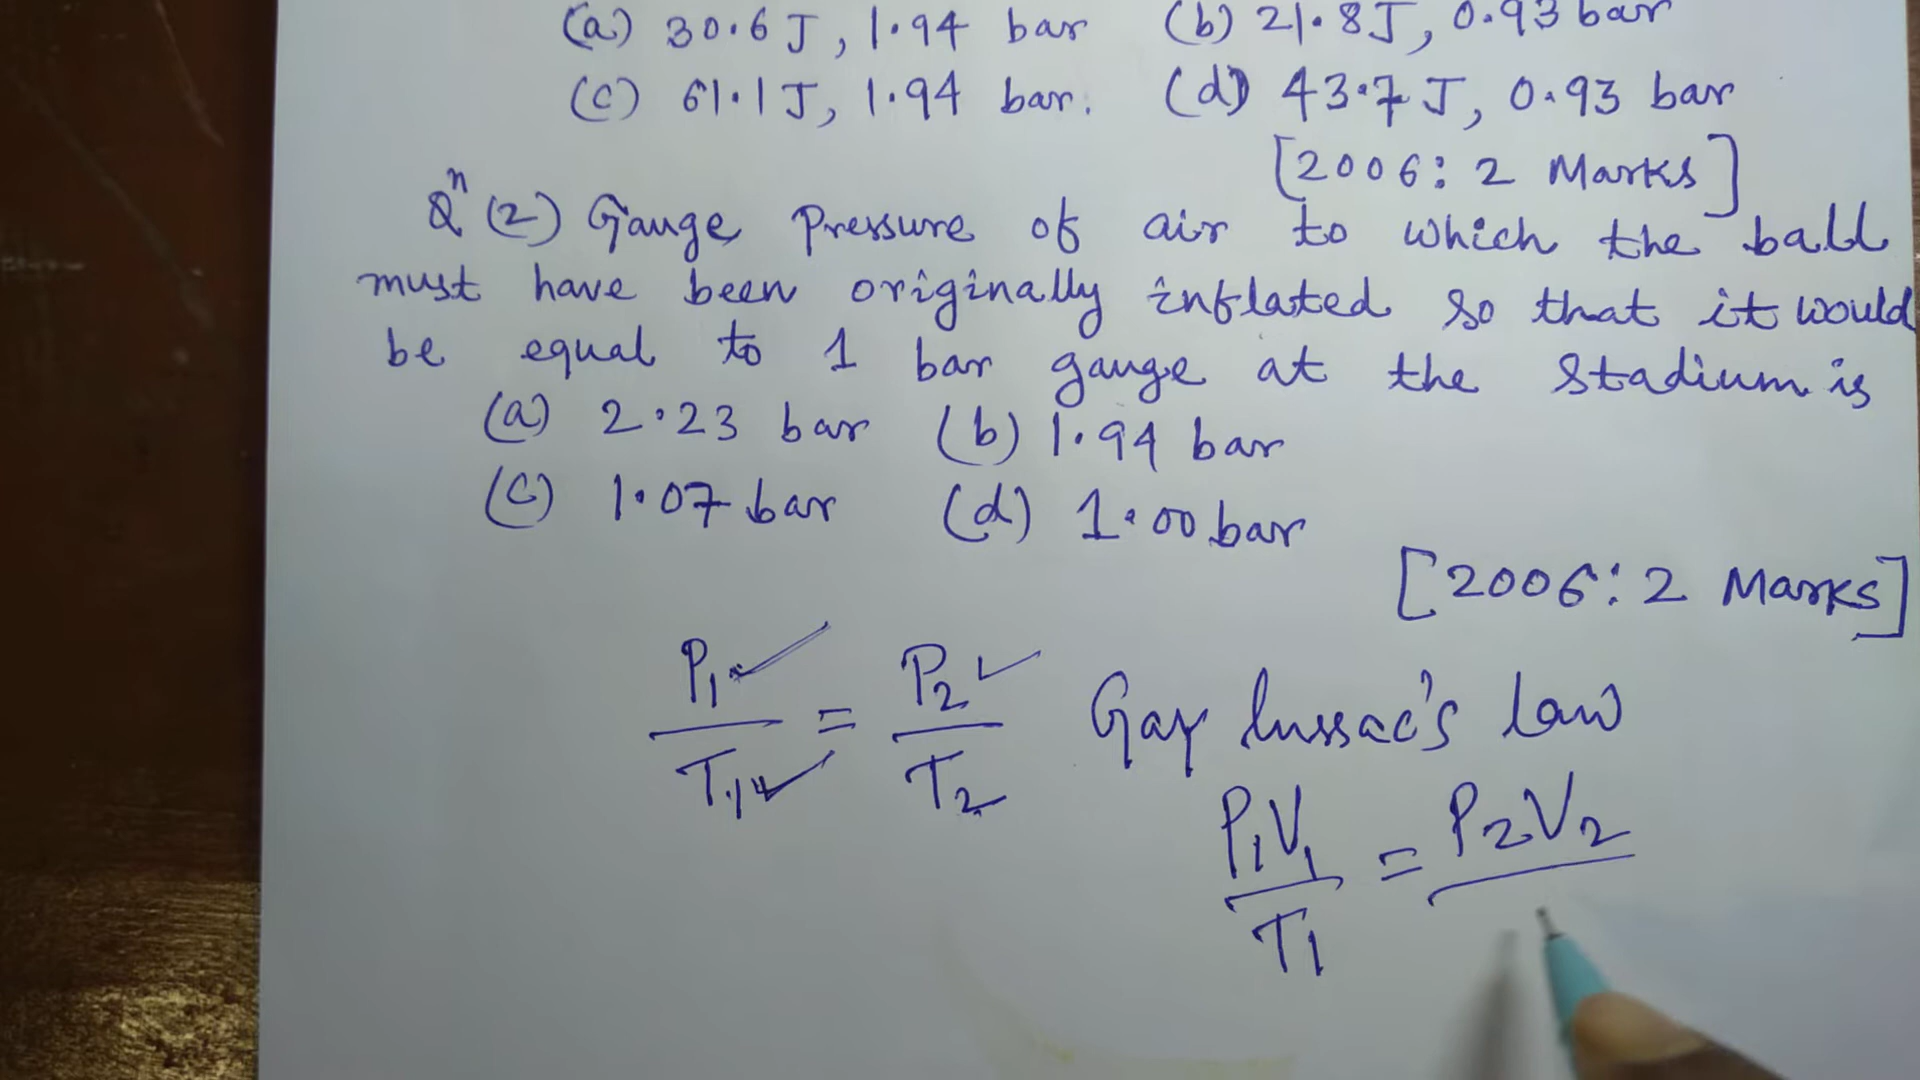 (a) 30.6 J, 1.94 bar (b) 21.8 J, 0.93 bar
(c) 61.1 J, 1.94 bar. (d) 43.7 J, 0.93 bar
[2006: 2 Marks]
Qn (2) Gauge Pressure of air to which the ball
must have been originally inflated so that it would
be equal to 1 bar gauge at the stadium is
(a) 2.23 bar (b) 1.94 bar
(c) 1.07 bar (d) 1.00 bar
[2006: 2 Marks]
P1/T1 = P2/T2 Gay lussac's law
P1V1/T1 = P2V2